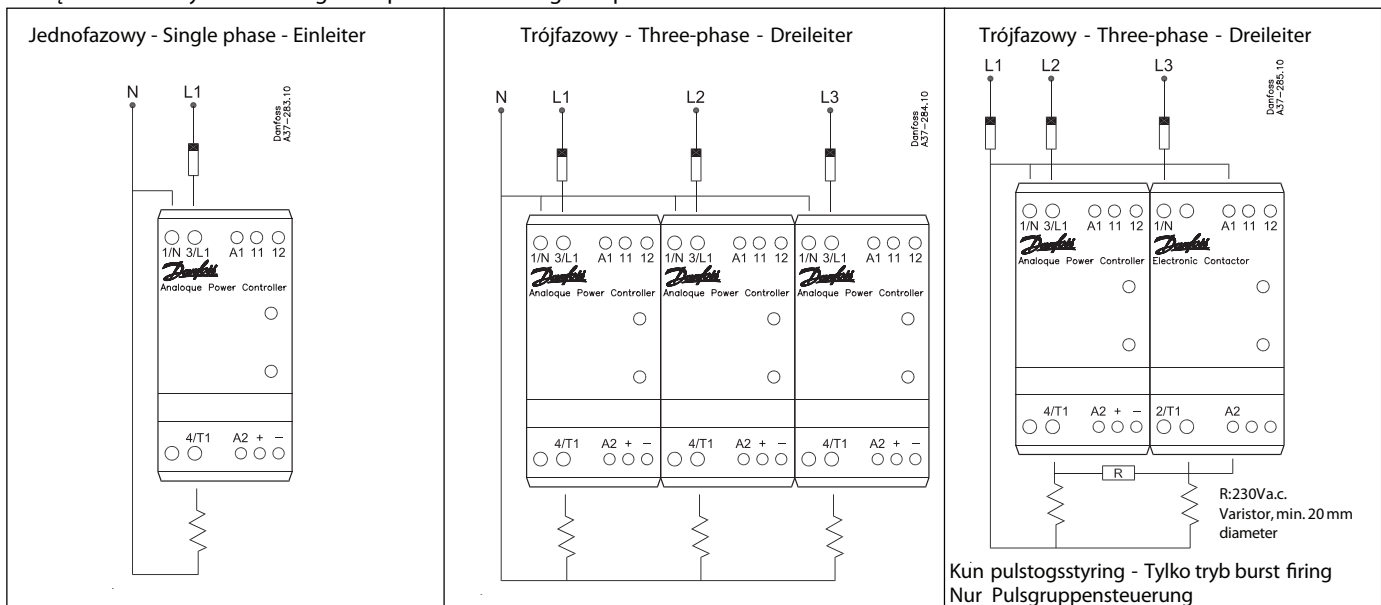 Jednofazowy - Single phase - Einleiter
N L1
Danfoss
A37-283.10
1/N 3/L1 A1 11 12
Danfoss
Analoque Power Controller
4/T1 A2 + −
Trójfazowy - Three-phase - Dreileiter
N L1 L2 L3
Danfoss
A37-284.10
1/N 3/L1 A1 11 12 1/N 3/L1 A1 11 12 1/N 3/L1 A1 11 12
Danfoss Danfoss Danfoss
Analoque Power Controller Analoque Power Controller Analoque Power Controller
4/T1 A2 + − 4/T1 A2 + − 4/T1 A2 + −
Trójfazowy - Three-phase - Dreileiter
L1 L2 L3
Danfoss
A37-285.10
1/N 3/L1 A1 11 12 1/N A1 11 12
Danfoss Danfoss
Analoque Power Controller Electronic Contactor
4/T1 A2 + − 2/T1 A2
R
R:230Va.c.
Varistor, min. 20 mm
diameter
Kun pulstogsstyring - Tylko tryb burst firing
Nur Pulsgruppensteuerung